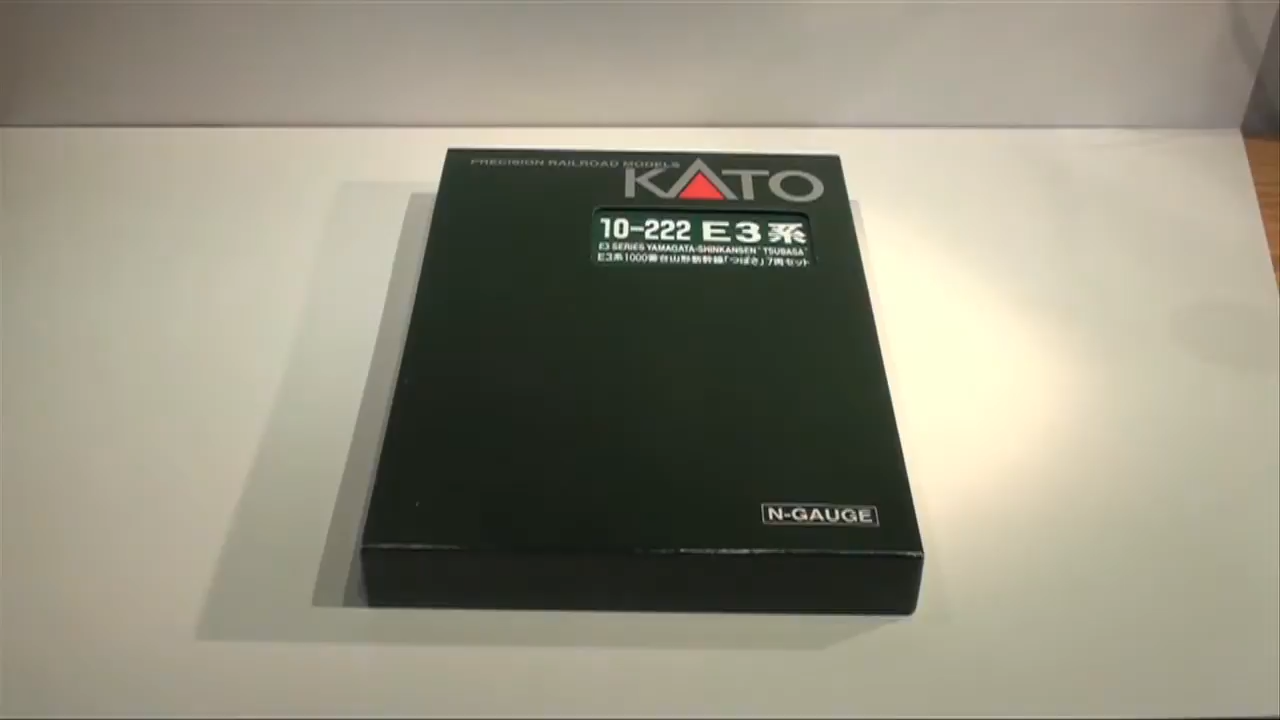 PRECISION RAILROAD MODELS
KATO
10-222 E3系
E3 SERIES YAMAGATA-SHINKANSEN "TSUBASA"
E3系1000番台山形新幹線「つばさ」7両セット
N-GAUGE